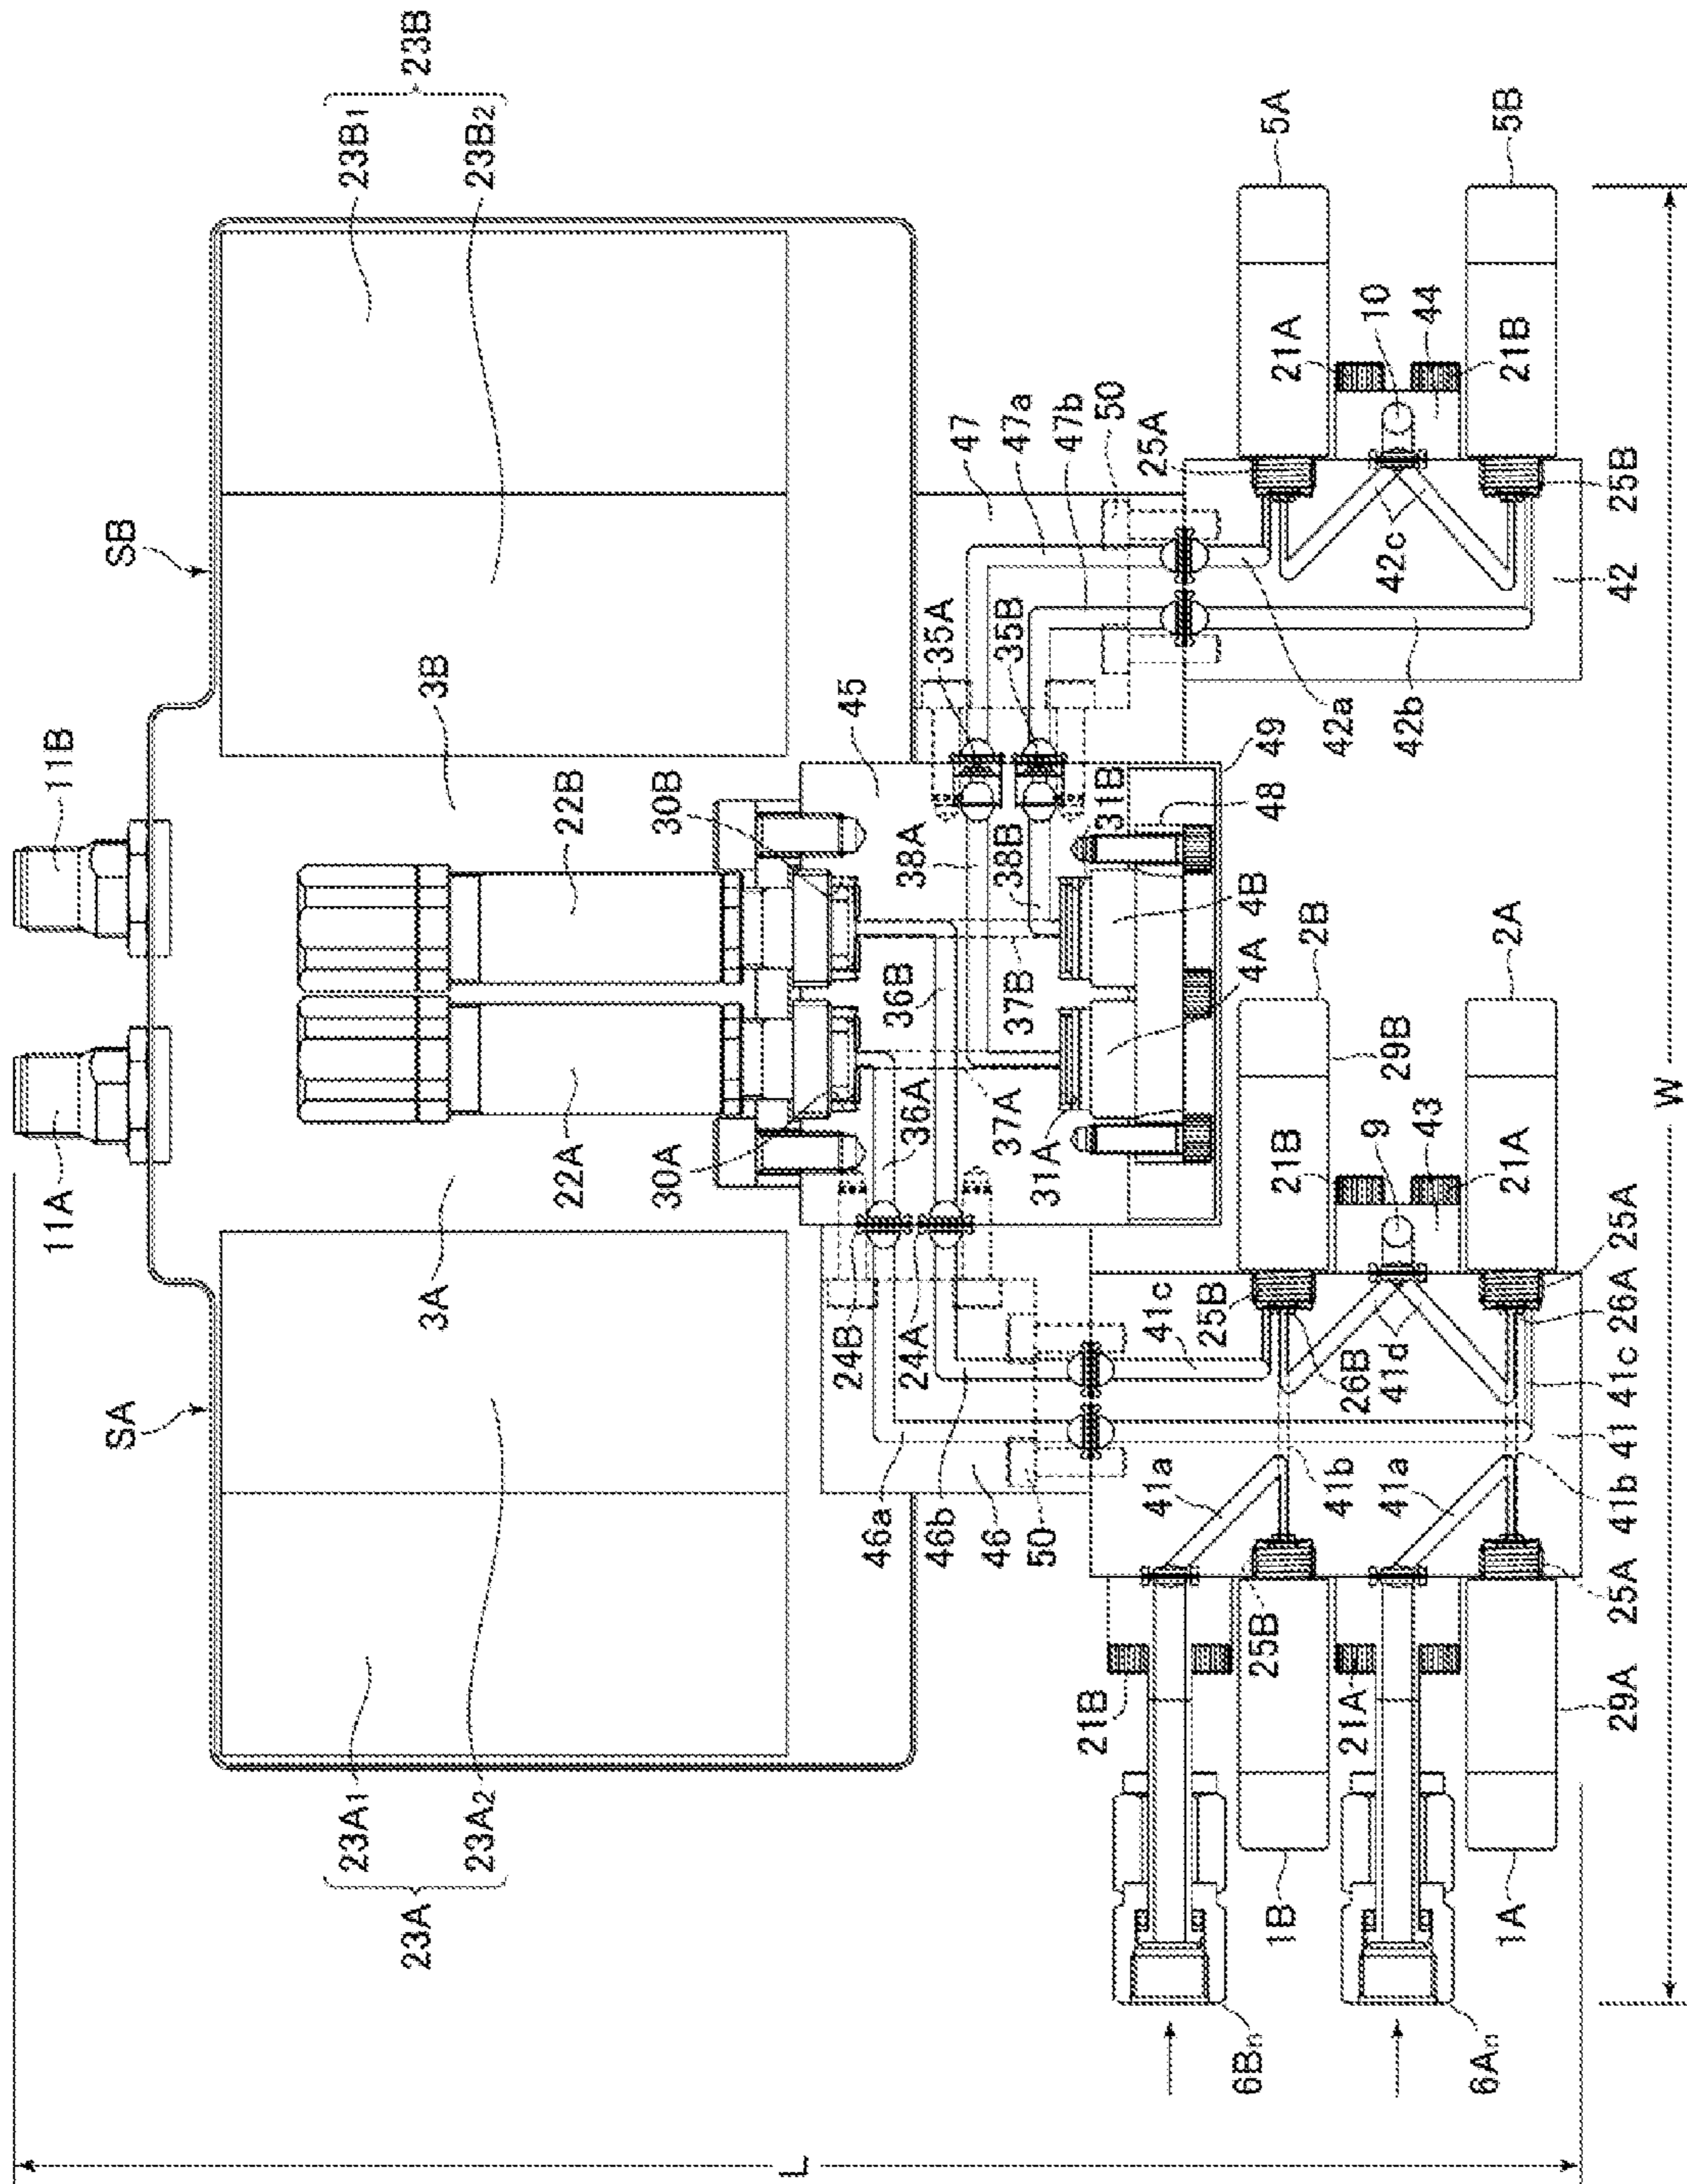 11A
11B
SA
SB
3A
3B
23A1
23A2
23A
23B1
23B2
23B
22A
22B
30A
30B
45
36A
36B
37A
37B
38A
38B
35A
35B
31A
31B
4A
4B
48
49
24B
24A
46a
46b
46
50
47
47a
47b
50
25A
5A
5B
21A
21B
10
44
25B
42
42c
42a
42b
2B
2A
29B
21B
21A
9
43
25A
26A
41c
41
41b
25A
29A
41c
25B
26B
41d
41b
41a
41a
25B
21B
21A
1B
1A
6Bn
6An
L
W